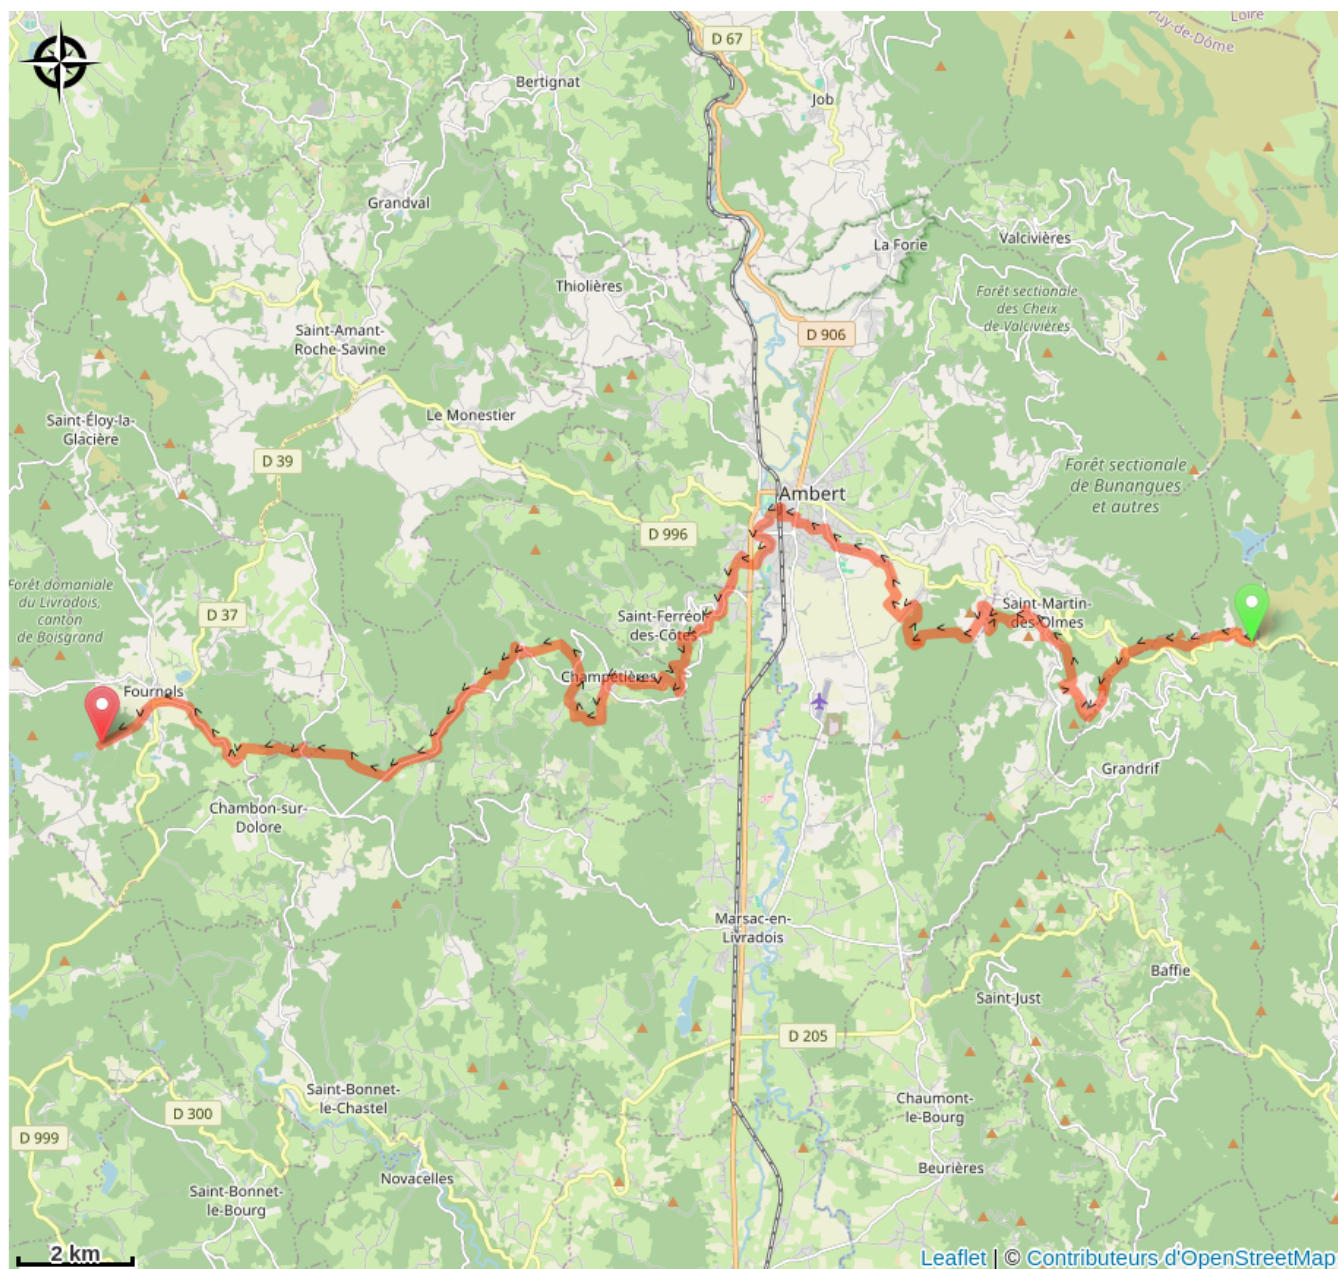 Loire
Puy-de-Dôme
D 67
Bertignat
Job
Grandval
La Forie
Valcivières
Thiolières
Forêt sectionale
des Cheix
de Valcivières
Saint-Amant-
Roche-Savine
D 906
Le Monestier
Saint-Éloy-la-
Glacière
D 39
Forêt sectionale
de Bunangues
et autres
Ambert
D 996
Forêt domaniale
du Livradois,
canton
de Boisgrand
D 37
Saint-Ferréol-
des-Côtes
Saint-Martin-
des-Olmes
Champétières
Fournols
Grandrif
Chambon-sur-
Dolore
Marsac-en-
Livradois
Baffie
Saint-Just
D 205
Saint-Bonnet-
le-Chastel
Chaumont-
le-Bourg
D 300
D 999
Beurières
Novacelles
Saint-Bonnet-
le-Bourg
2 km
Leaflet | © Contributeurs d'OpenStreetMap